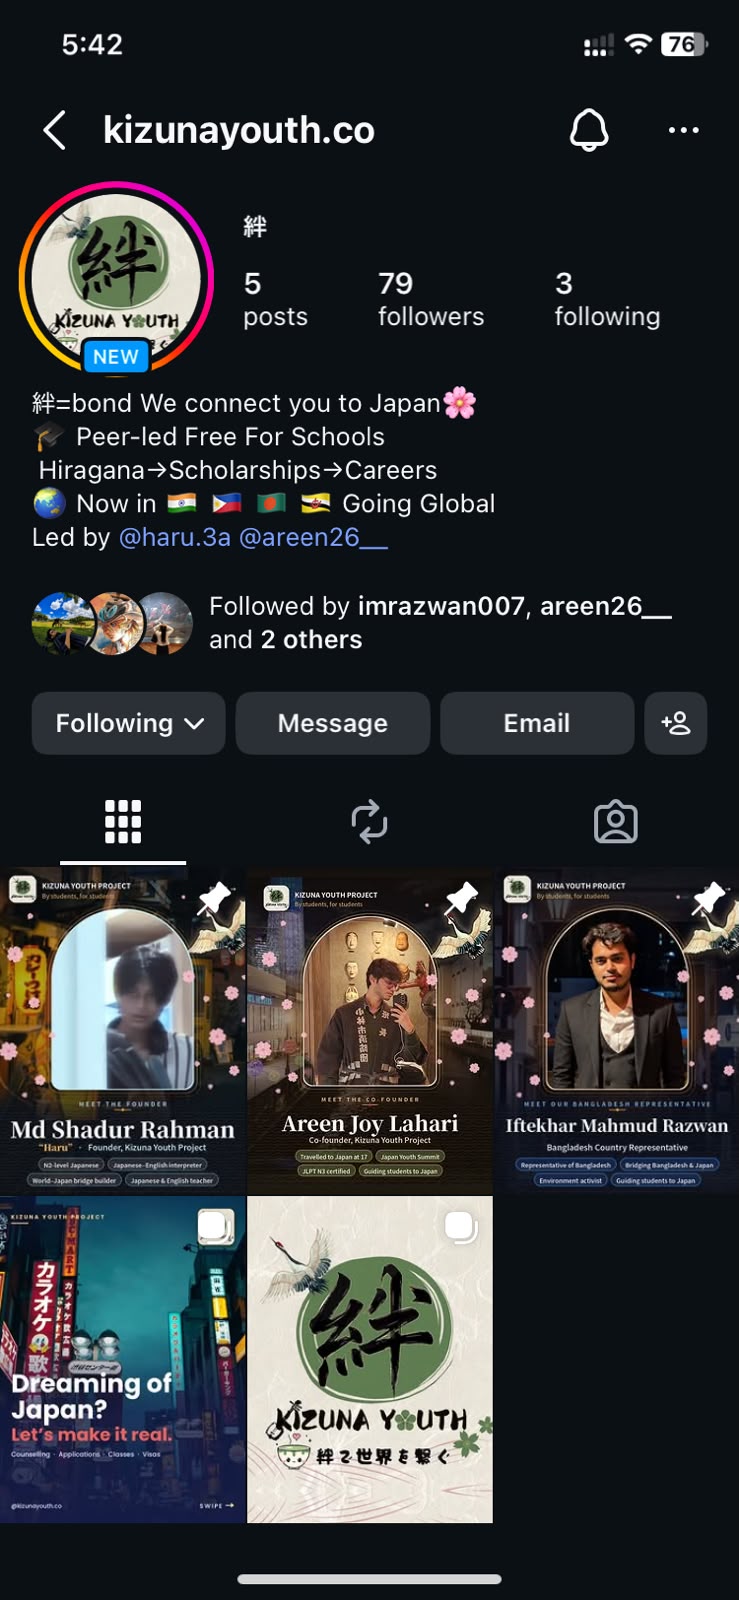 5:42
76
kizunayouth.co
絆
KIZUNA YOUTH
NEW
絆
5
posts
79
followers
3
following
絆=bond We connect you to Japan🌸
🎓 Peer-led Free For Schools
Hiragana→Scholarships→Careers
🌏 Now in 🇮🇳 🇵🇭 🇧🇩 🇧🇳 Going Global
Led by @haru.3a @areen26__
Followed by imrazwan007, areen26__
and 2 others
Following
Message
Email
KIZUNA YOUTH PROJECT
By students, for students
MEET THE FOUNDER
Md Shadur Rahman
"Haru" · Founder, Kizuna Youth Project
N2-level Japanese
Japanese-English interpreter
World-Japan bridge builder
Japanese & English teacher
KIZUNA YOUTH PROJECT
By students, for students
MEET THE CO-FOUNDER
Areen Joy Lahari
Co-founder, Kizuna Youth Project
Travelled to Japan at 17
Japan Youth Summit
JLPT N3 certified
Guiding students to Japan
KIZUNA YOUTH PROJECT
By students, for students
MEET OUR BANGLADESH REPRESENTATIVE
Iftekhar Mahmud Razwan
Bangladesh Country Representative
Representative of Bangladesh
Bridging Bangladesh & Japan
Environment activist
Guiding students to Japan
KIZUNA YOUTH PROJECT
カラオケの歌
Dreaming of
Japan?
Let's make it real.
Counselling · Applications · Classes · Visas
@kizunayouth.co
SWIPE →
絆
KIZUNA YOUTH
絆で世界を繋ぐ